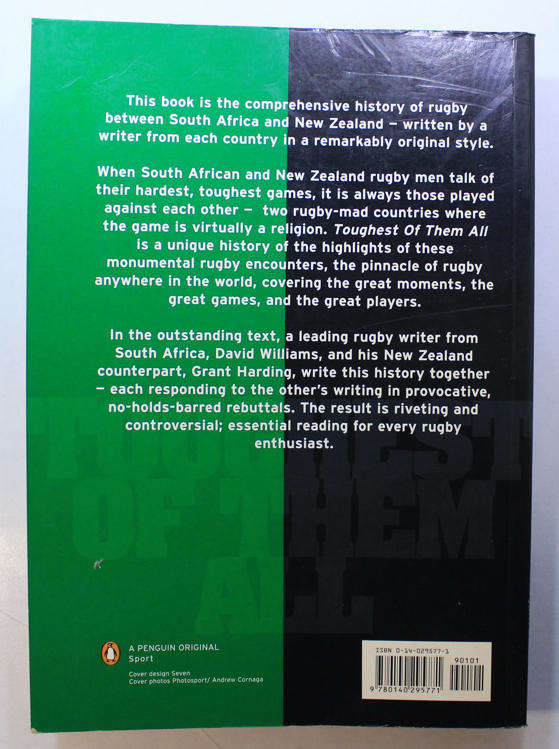 This book is the comprehensive history of rugby
between South Africa and New Zealand — written by a
writer from each country in a remarkably original style.
When South African and New Zealand rugby men talk of
their hardest, toughest games, it is always those played
against each other — two rugby-mad countries where
the game is virtually a religion. Toughest Of Them All
is a unique history of the highlights of these
monumental rugby encounters, the pinnacle of rugby
anywhere in the world, covering the great moments, the
great games, and the great players.
In the outstanding text, a leading rugby writer from
South Africa, David Williams, and his New Zealand
counterpart, Grant Harding, write this history together
— each responding to the other's writing in provocative,
no-holds-barred rebuttals. The result is riveting and
controversial; essential reading for every rugby
enthusiast.
TOUGHEST
OF THEM
ALL
A PENGUIN ORIGINAL
Sport
Cover design Seven
Cover photos Photosport/ Andrew Cornaga
ISBN 0-14-029577-1
90101
9 780140 295771